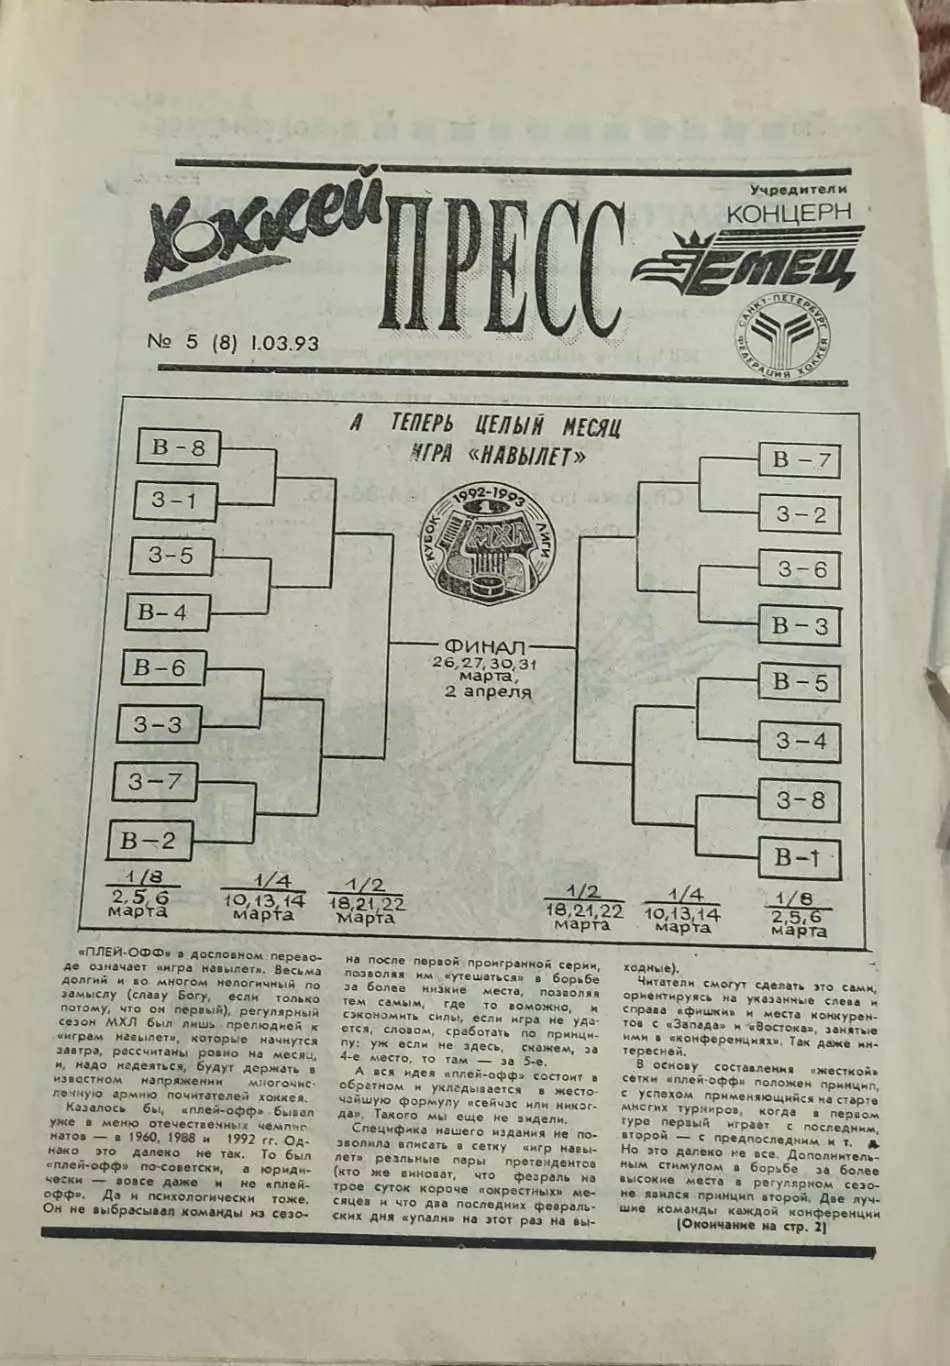 Хоккей ПРЕСС
Учредители
КОНЦЕРН
ЕМЕЦ
САНКТ-ПЕТЕРБУРГ
ФЕДЕРАЦИЯ ХОККЕЯ
№ 5 (8) 1.03.93
А ТЕПЕРЬ ЦЕЛЫЙ МЕСЯЦ
ИГРА «НАВЫЛЕТ»
В-8
З-1
З-5
В-4
В-6
З-3
З-7
В-2
1992-1993
КУБОК ЛИГИ
1
МХЛ
ФИНАЛ
26,27,30,31
марта,
2 апреля
В-7
З-2
З-6
В-3
В-5
З-4
З-8
В-1
1/8
2,5,6
марта
1/4
10,13,14
марта
1/2
18,21,22
марта
1/2
18,21,22
марта
1/4
10,13,14
марта
1/8
2,5,6
марта
«ПЛЕЙ-ОФФ» в дословном перево-
де означает «игра навылет». Весьма
долгий и во многом нелогичный по
замыслу (славу Богу, если только
потому, что он первый), регулярный
сезон МХЛ был лишь прелюдией к
«играм навылет», которые начнутся
завтра, рассчитаны ровно на месяц,
и, надо надеяться, будут держать в
известном напряжении многочис-
ленную армию почитателей хоккея.
Казалось бы, «плей-офф» бывал
уже в меню отечественных чемпио-
натов — в 1960, 1988 и 1992 гг. Од-
нако это далеко не так. То был
«плей-офф» по-советски, а юриди-
чески — вовсе даже и не «плей-
офф». Да и психологически тоже.
Он не выбрасывал команды из сезо-
на после первой проигранной серии,
позволяя им «утешаться» в борьбе
за более низкие места, позволяя
тем самым, где то возможно, и
сэкономить силы, если игра не уда-
ется, словом, сработать по принци-
пу: уж если не здесь, скажем, за
4-е место, то там — за 5-е.
А вся идея «плей-офф» состоит в
обратном и укладывается в жесто-
чайшую формулу «сейчас или никог-
да». Такого мы еще не видели.
Специфика нашего издания не по-
зволила вписать в сетку «игр навы-
лет» реальные пары претендентов
(кто же виноват, что февраль на
трое суток короче «окрестных» ме-
сяцев и что два последних февраль-
ских дня «упали» на этот раз на вы-
ходные).
Читатели смогут сделать это сами,
ориентируясь на указанные слева и
справа «фишки» и места конкурен-
тов с «Запада» и «Востока», занятые
ими в «конференциях». Так даже ин-
тересней.
В основу составления «жесткой»
сетки «плей-офф» положен принцип,
с успехом применяющийся на старте
многих турниров, когда в первом
туре первый играет с последним,
второй — с предпоследним и т. д.
Но это далеко не все. Дополнитель-
ным стимулом в борьбе за более
высокие места в регулярном сезо-
не явился принцип второй. Две луч-
шие команды каждой конференции
[Окончание на стр. 2]